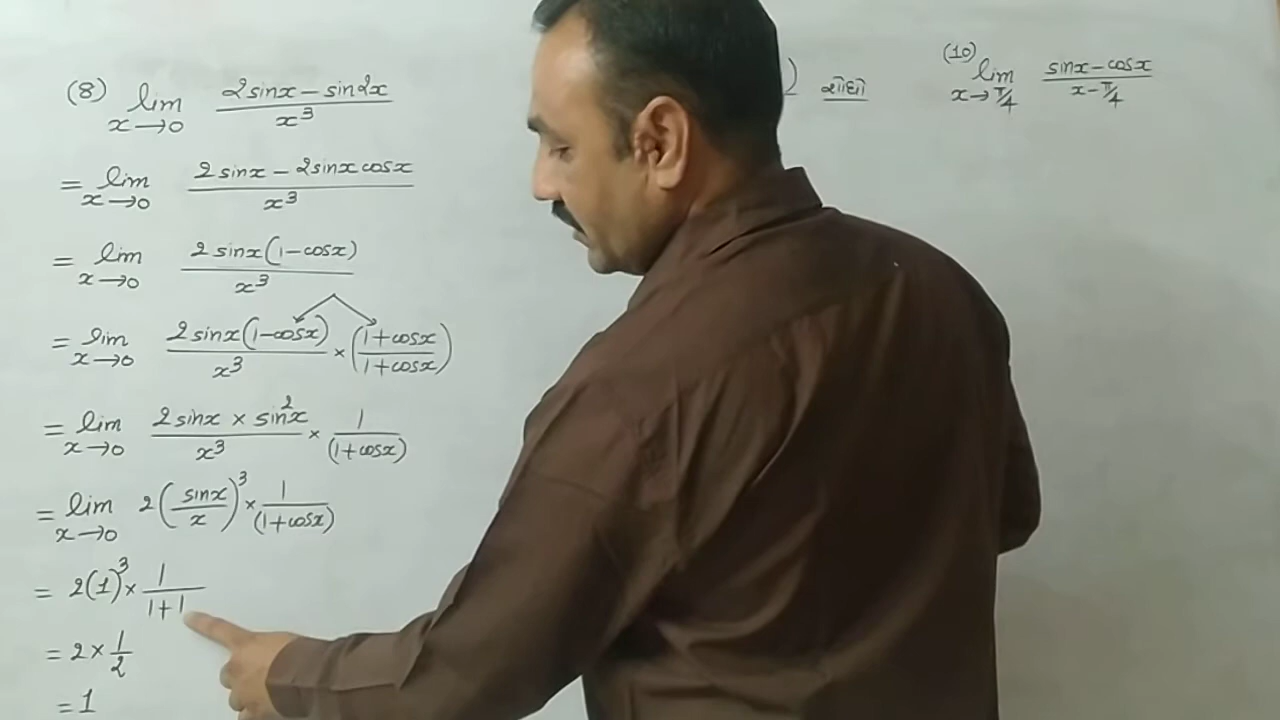 (8) lim x→0 (2sinx − sin2x)/x³
= lim x→0 (2sinx − 2sinx cosx)/x³
= lim x→0 (2sinx(1−cosx))/x³
= lim x→0 (2sinx(1−cosx))/x³ × ((1+cosx)/(1+cosx))
= lim x→0 (2sinx × sin²x)/x³ × 1/(1+cosx)
= lim x→0 2(sinx/x)³ × 1/(1+cosx)
= 2(1)³ × 1/(1+1)
= 2 × 1/2
= 1
) શોધો
(10) lim x→π/4 (sinx − cosx)/(x − π/4)